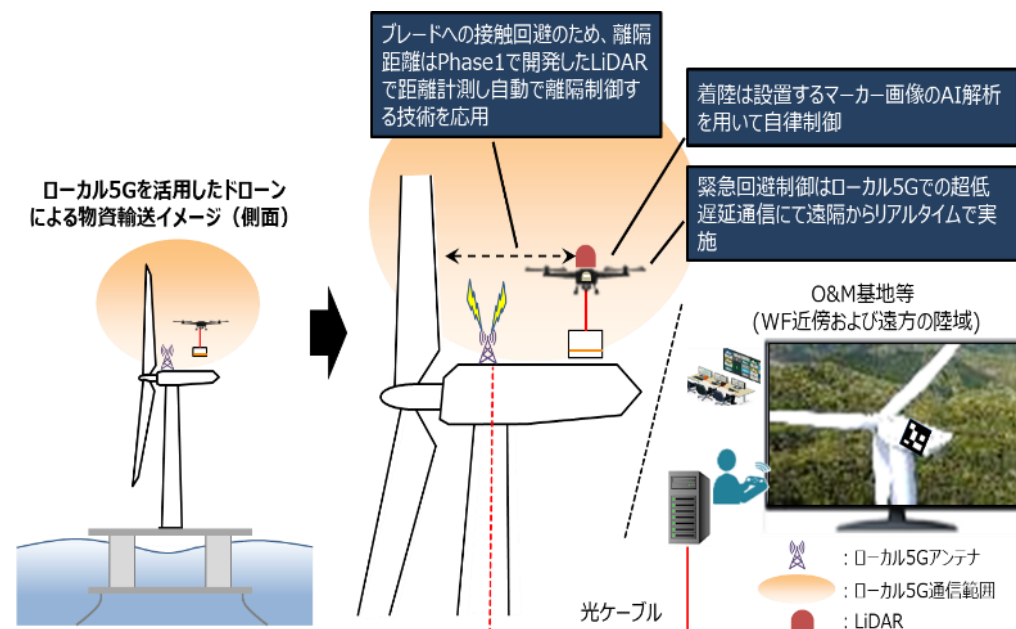 ブレードへの接触回避のため、離隔
距離はPhase1で開発したLiDAR
で距離計測し自動で離隔制御す
る技術を応用
着陸は設置するマーカー画像のAI解析
を用いて自律制御
緊急回避制御はローカル5Gでの超低
遅延通信にて遠隔からリアルタイムで実
施
ローカル5Gを活用したドローン
による物資輸送イメージ（側面）
O&M基地等
(WF近傍および遠方の陸域)
光ケーブル
：ローカル5Gアンテナ
：ローカル5G通信範囲
：LiDAR